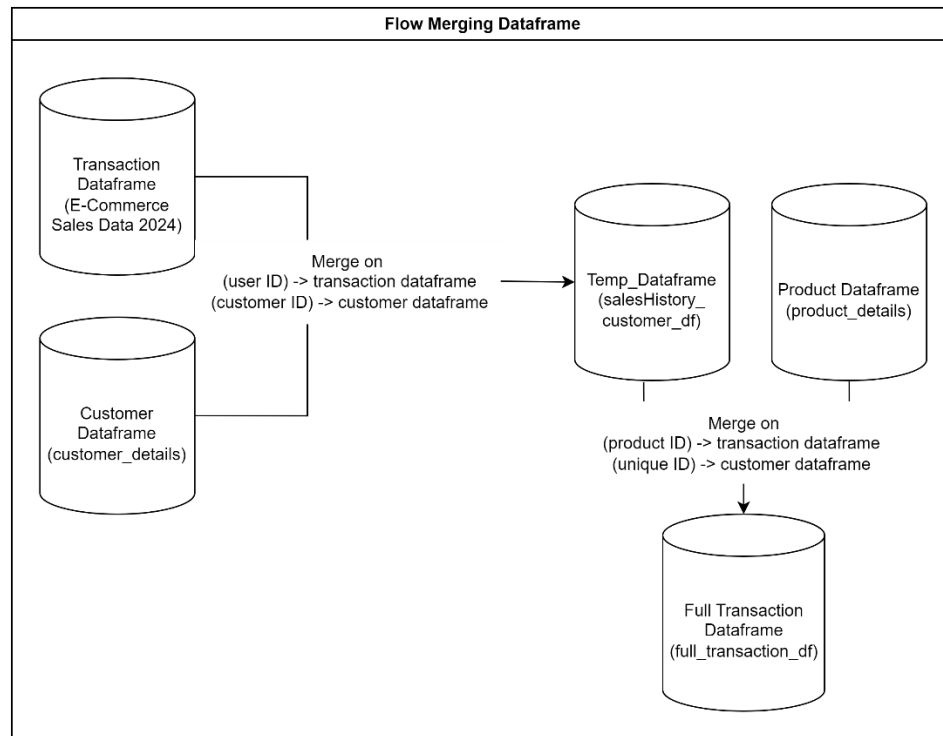 Flow Merging Dataframe
Transaction
Dataframe
(E-Commerce
Sales Data 2024)
Merge on
(user ID) -> transaction dataframe
(customer ID) -> customer dataframe
Customer
Dataframe
(customer_details)
Temp_Dataframe
(salesHistory_
customer_df)
Product Dataframe
(product_details)
Merge on
(product ID) -> transaction dataframe
(unique ID) -> customer dataframe
Full Transaction
Dataframe
(full_transaction_df)